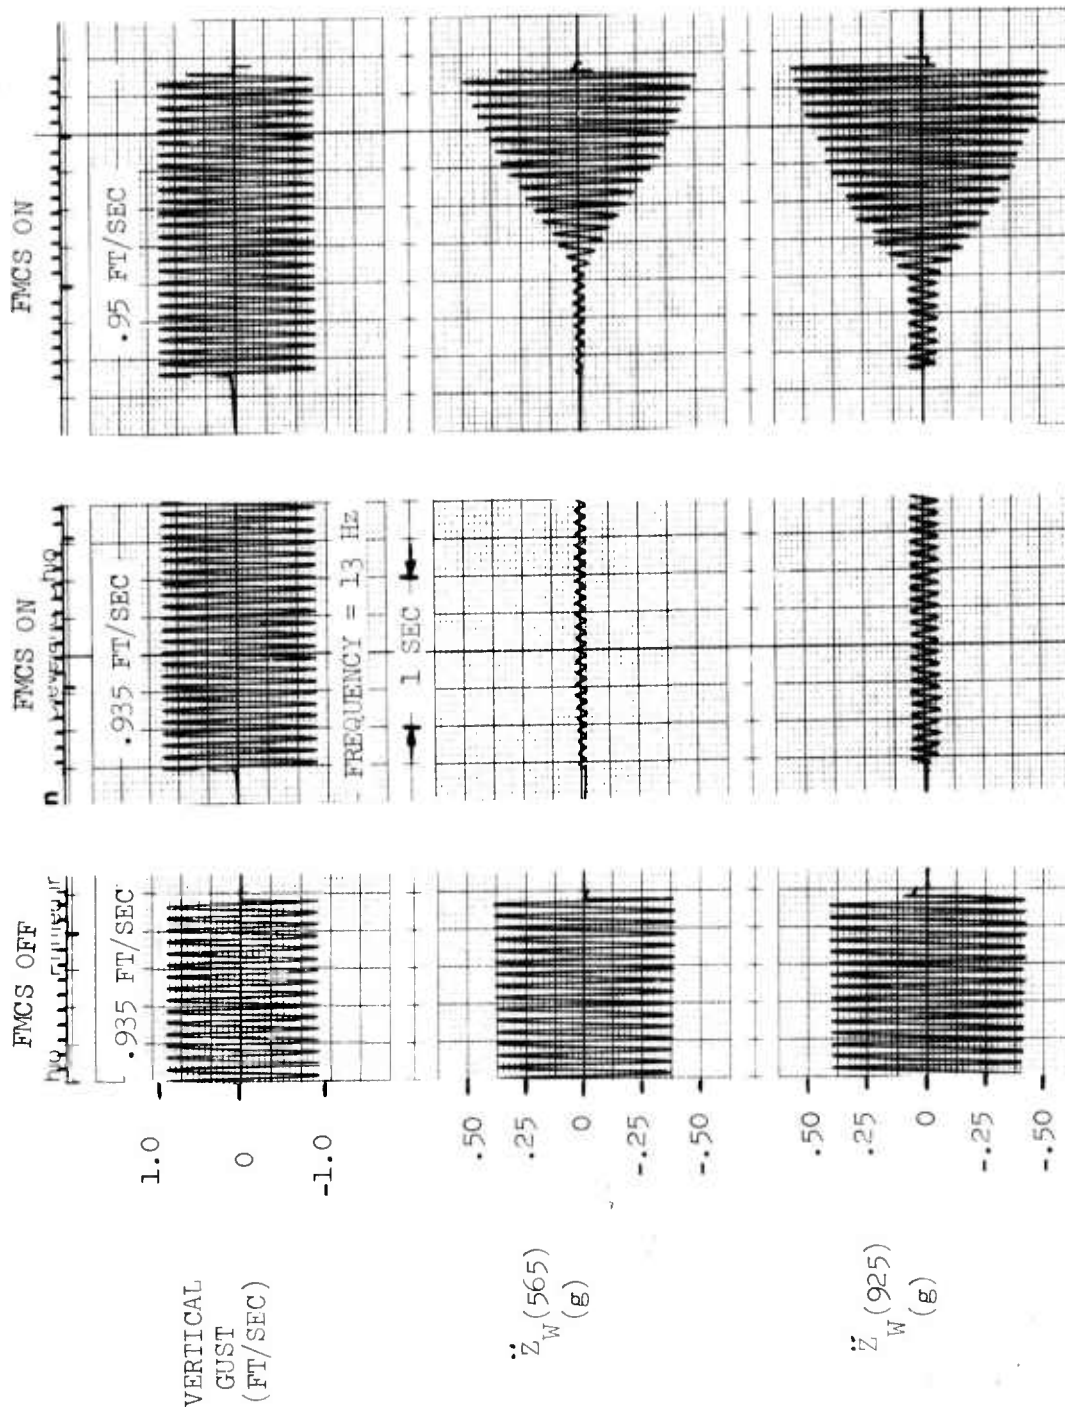 FMCS OFF
FMCS ON
FMCS ON
VERTICAL
GUST
(FT/SEC)
1.0
0
-1.0
.935 FT/SEC
.935 FT/SEC
.95 FT/SEC
FREQUENCY = 13 Hz
1 SEC
Z̈W(565)
(g)
.50
.25
0
-.25
-.50
Z̈W(925)
(g)
.50
.25
0
-.25
-.50